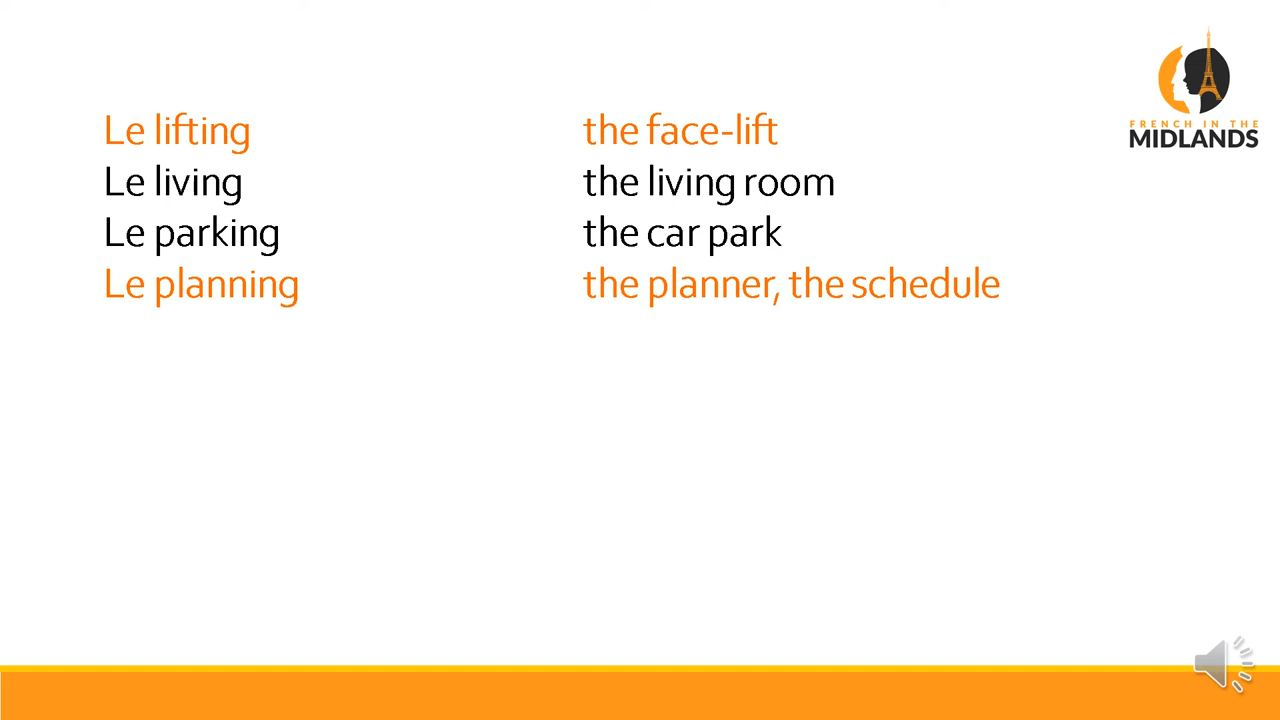 FRENCH IN THE
MIDLANDS
Le lifting the face-lift
Le living the living room
Le parking the car park
Le planning the planner, the schedule